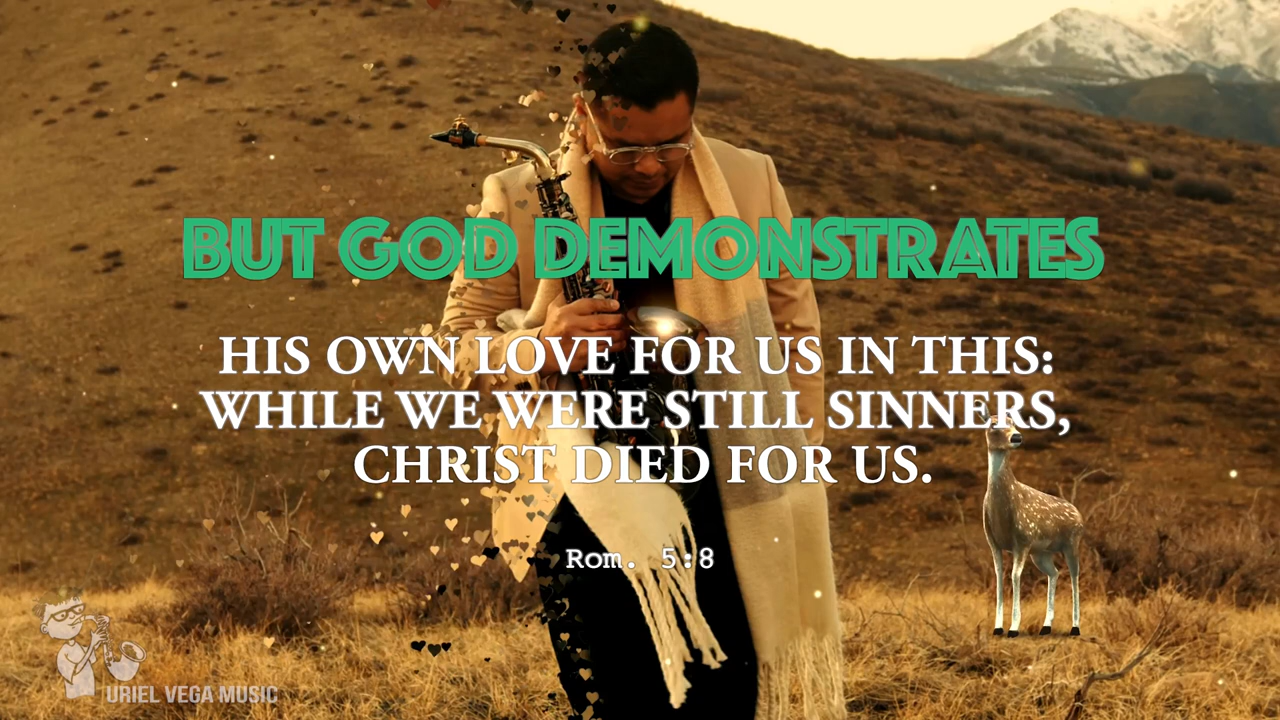 BUT GOD DEMONSTRATES
HIS OWN LOVE FOR US IN THIS:
WHILE WE WERE STILL SINNERS,
CHRIST DIED FOR US.
Rom. 5:8
URIEL VEGA MUSIC